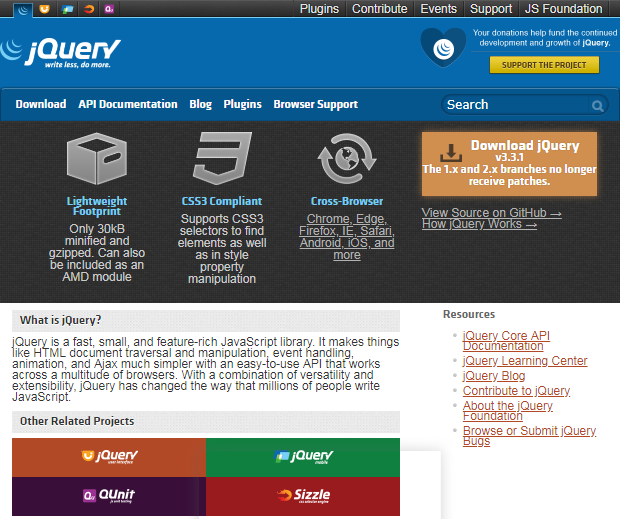 Plugins Contribute Events Support JS Foundation
jQuery
write less, do more.
Your donations help fund the continued
development and growth of jQuery.
SUPPORT THE PROJECT
Download API Documentation Blog Plugins Browser Support
Search
Lightweight
Footprint
Only 30kB
minified and
gzipped. Can also
be included as an
AMD module
CSS3 Compliant
Supports CSS3
selectors to find
elements as well
as in style
property
manipulation
Cross-Browser
Chrome, Edge,
Firefox, IE, Safari,
Android, iOS, and
more
Download jQuery
v3.3.1
The 1.x and 2.x branches no longer
receive patches.
View Source on GitHub →
How jQuery Works →
What is jQuery?
jQuery is a fast, small, and feature-rich JavaScript library. It makes things
like HTML document traversal and manipulation, event handling,
animation, and Ajax much simpler with an easy-to-use API that works
across a multitude of browsers. With a combination of versatility and
extensibility, jQuery has changed the way that millions of people write
JavaScript.
Resources
jQuery Core API
Documentation
jQuery Learning Center
jQuery Blog
Contribute to jQuery
About the jQuery
Foundation
Browse or Submit jQuery
Bugs
Other Related Projects
jQuery
user interface
jQuery
mobile
QUnit
js unit testing
Sizzle
css selector engine